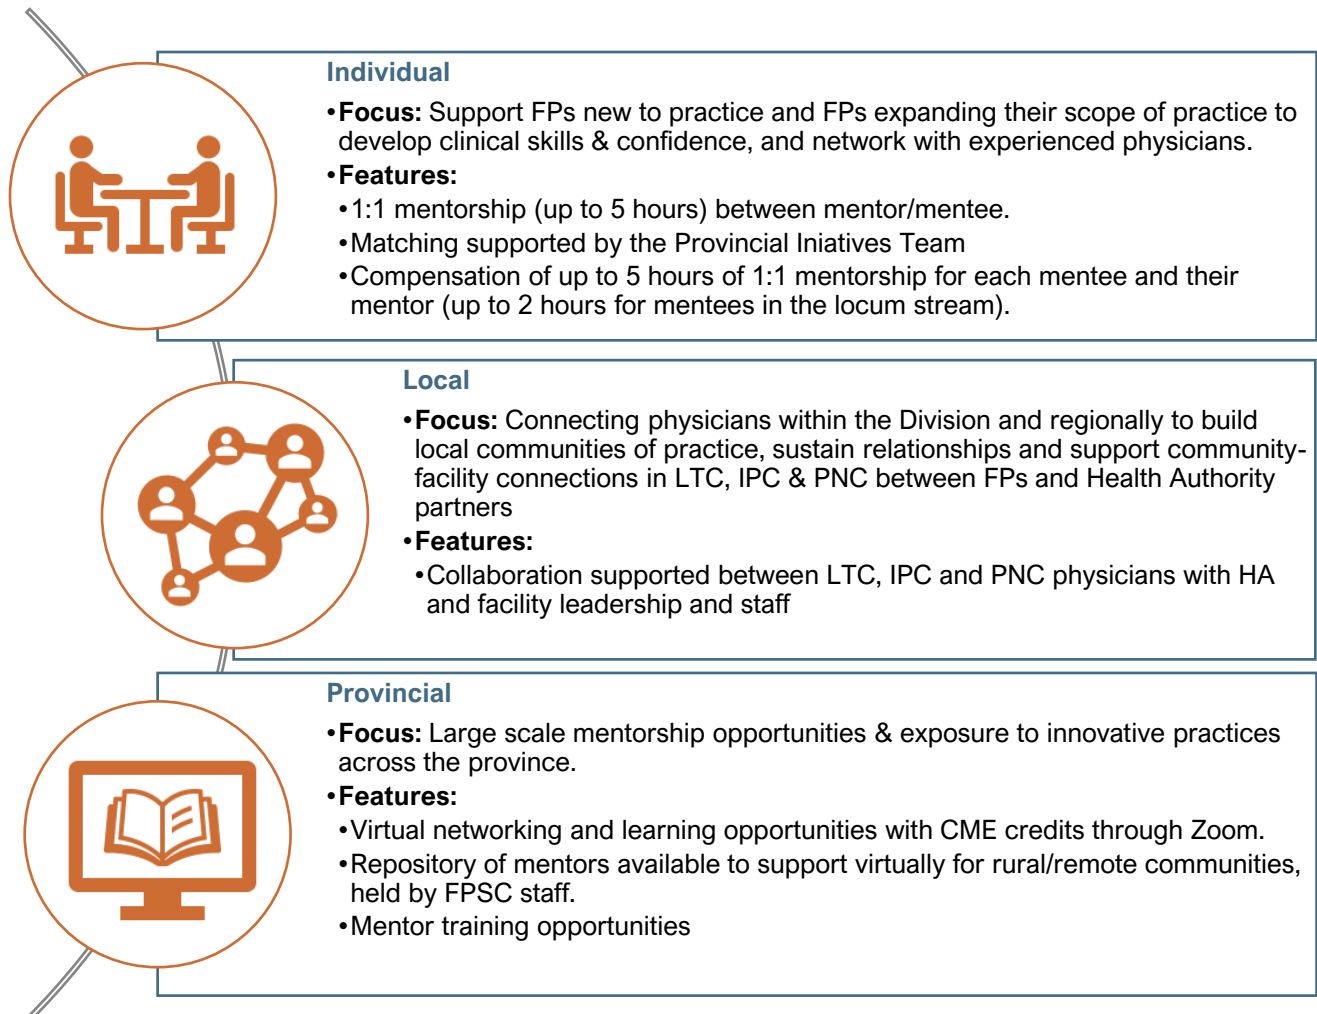 Individual
•Focus: Support FPs new to practice and FPs expanding their scope of practice to
develop clinical skills & confidence, and network with experienced physicians.
•Features:
•1:1 mentorship (up to 5 hours) between mentor/mentee.
•Matching supported by the Provincial Iniatives Team
•Compensation of up to 5 hours of 1:1 mentorship for each mentee and their
mentor (up to 2 hours for mentees in the locum stream).
Local
•Focus: Connecting physicians within the Division and regionally to build
local communities of practice, sustain relationships and support community-
facility connections in LTC, IPC & PNC between FPs and Health Authority
partners
•Features:
•Collaboration supported between LTC, IPC and PNC physicians with HA
and facility leadership and staff
Provincial
•Focus: Large scale mentorship opportunities & exposure to innovative practices
across the province.
•Features:
•Virtual networking and learning opportunities with CME credits through Zoom.
•Repository of mentors available to support virtually for rural/remote communities,
held by FPSC staff.
•Mentor training opportunities